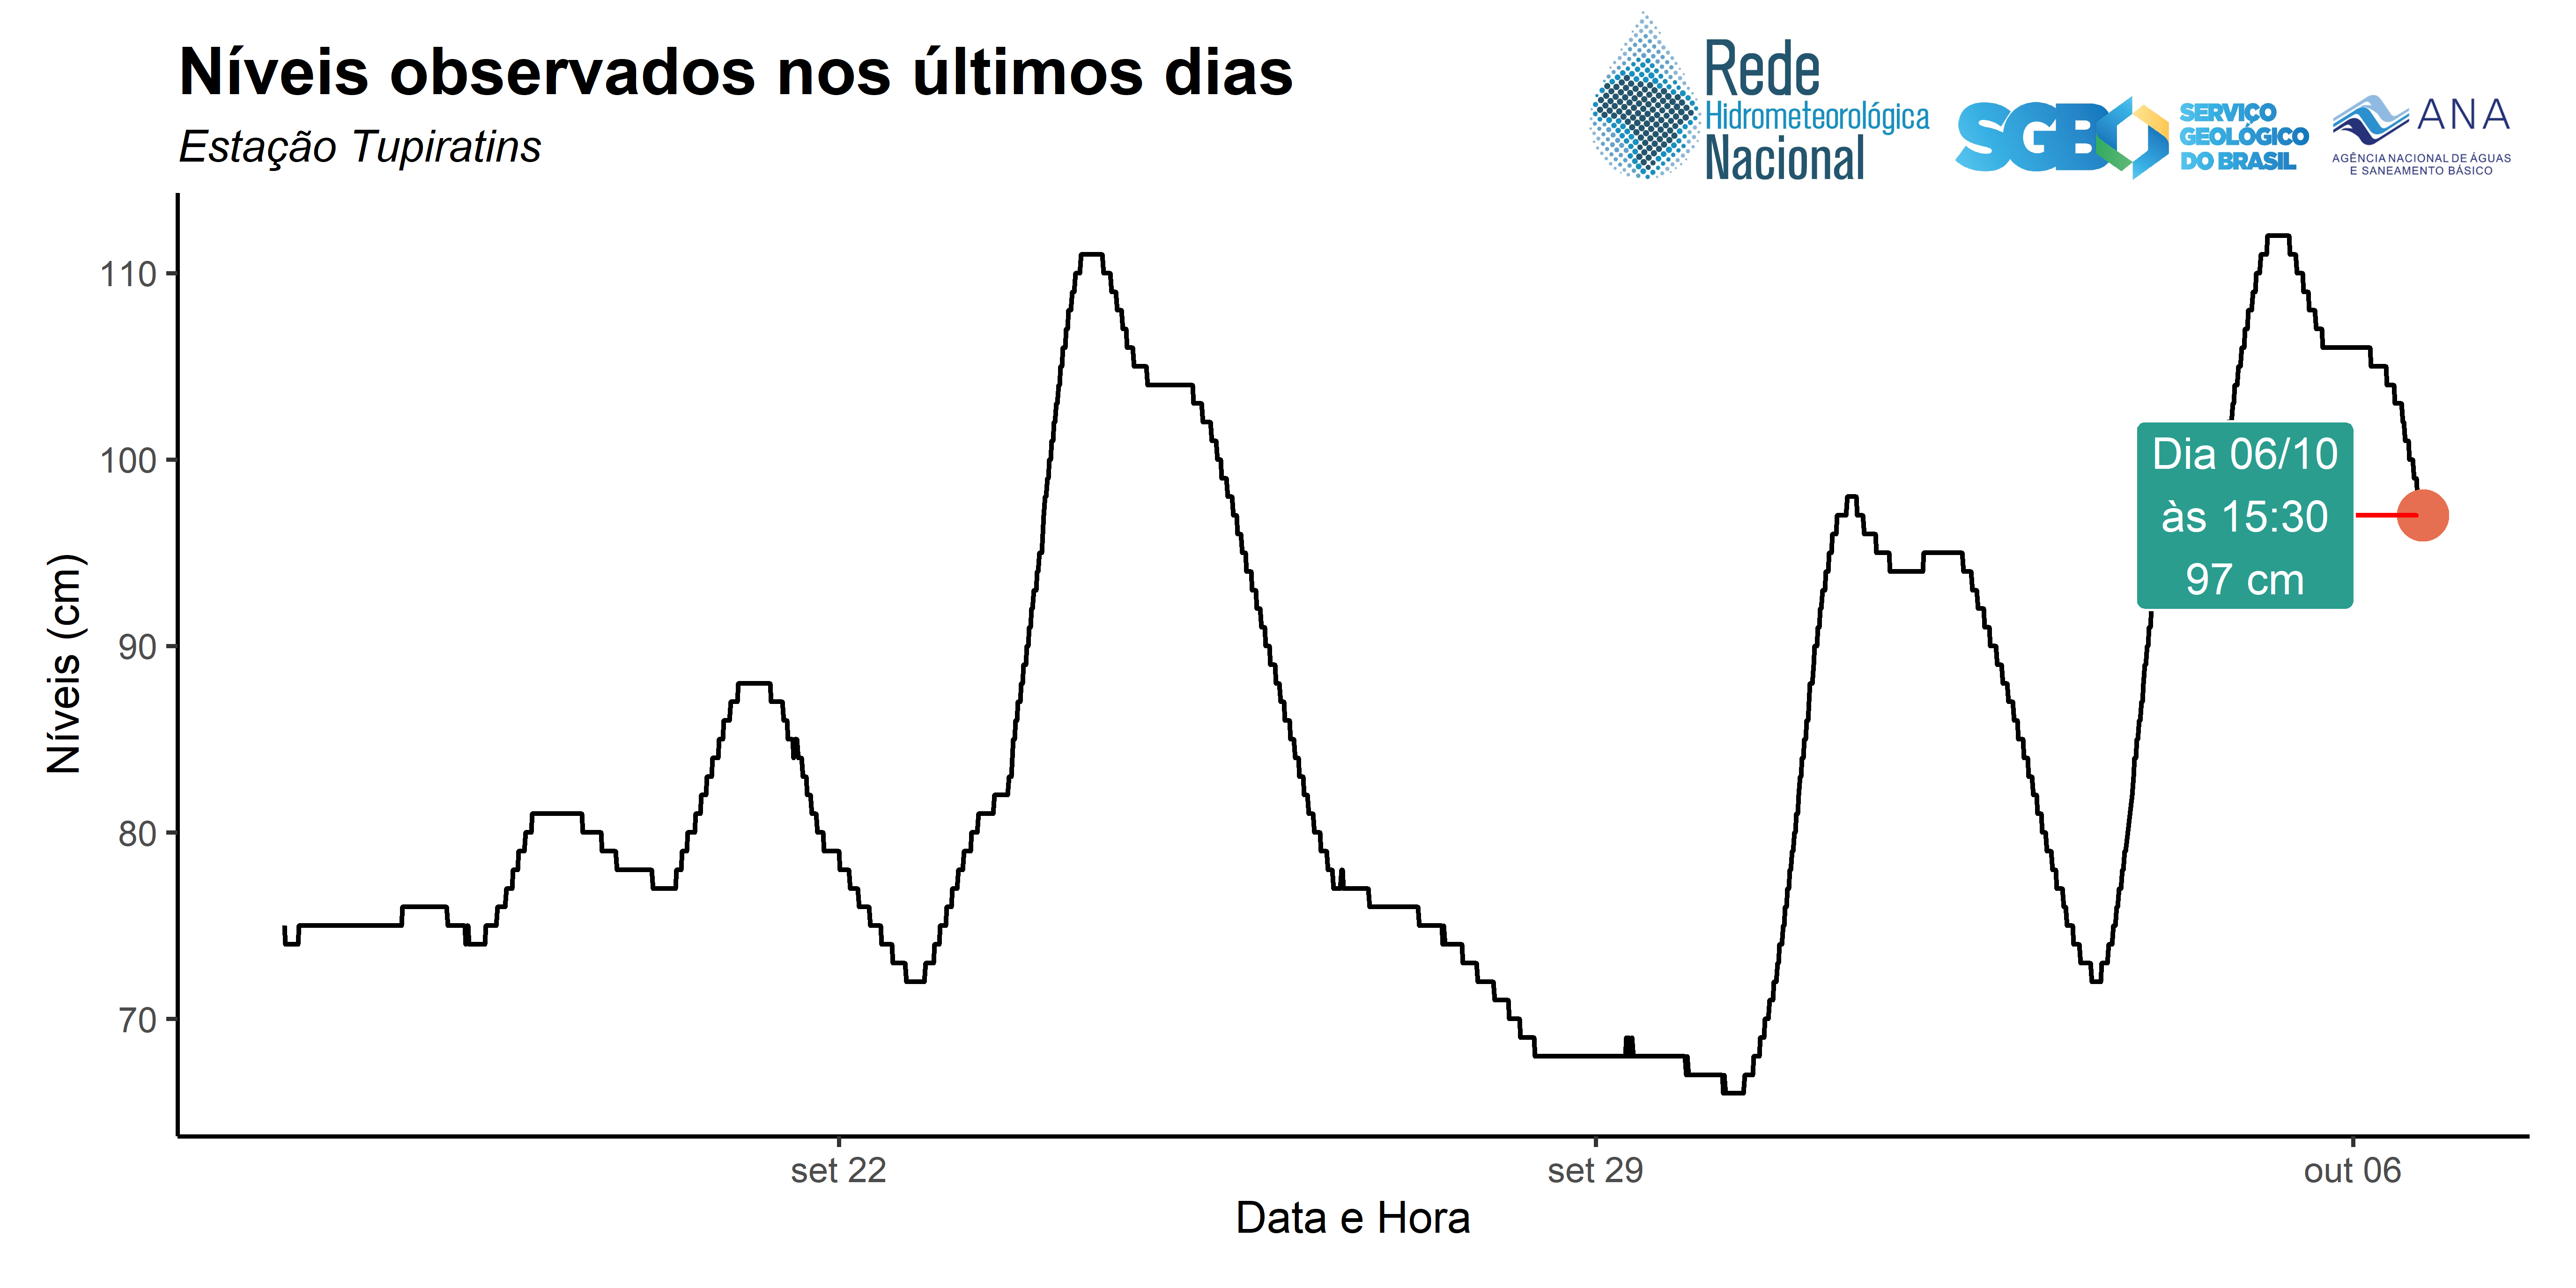 Níveis observados nos últimos dias
Estação Tupiratins
Rede
Hidrometeorológica
Nacional
SGB
SERVIÇO
GEOLÓGICO
DO BRASIL
ANA
AGÊNCIA NACIONAL DE ÁGUAS
E SANEAMENTO BÁSICO
Níveis (cm)
110
100
90
80
70
Dia 06/10
às 15:30
97 cm
set 22
set 29
out 06
Data e Hora